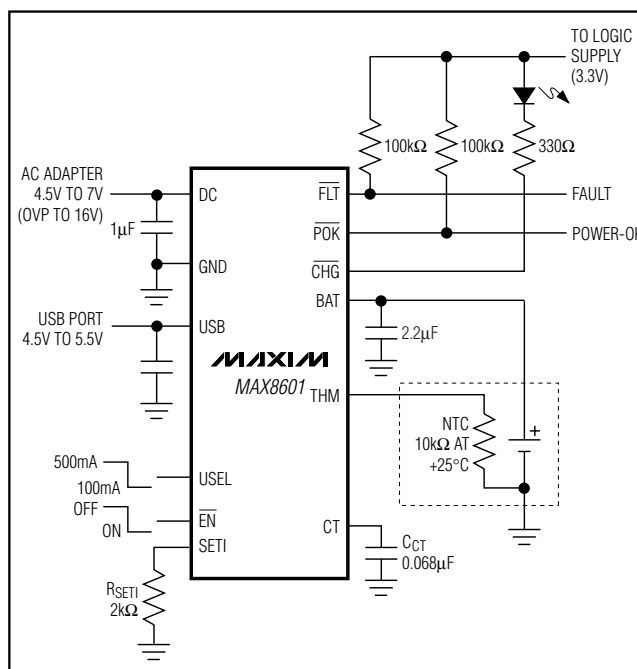 TO LOGIC
SUPPLY
(3.3V)
100kΩ
100kΩ
330Ω
AC ADAPTER
4.5V TO 7V
(OVP TO 16V)
1µF
DC
GND
USB PORT
4.5V TO 5.5V
USB
FLT
FAULT
POK
POWER-OK
CHG
BAT
2.2µF
MAXIM
MAX8601
THM
NTC
10kΩ AT
+25°C
+
500mA
100mA
USEL
OFF
ON
EN
SETI
RSETI
2kΩ
CT
CCT
0.068µF